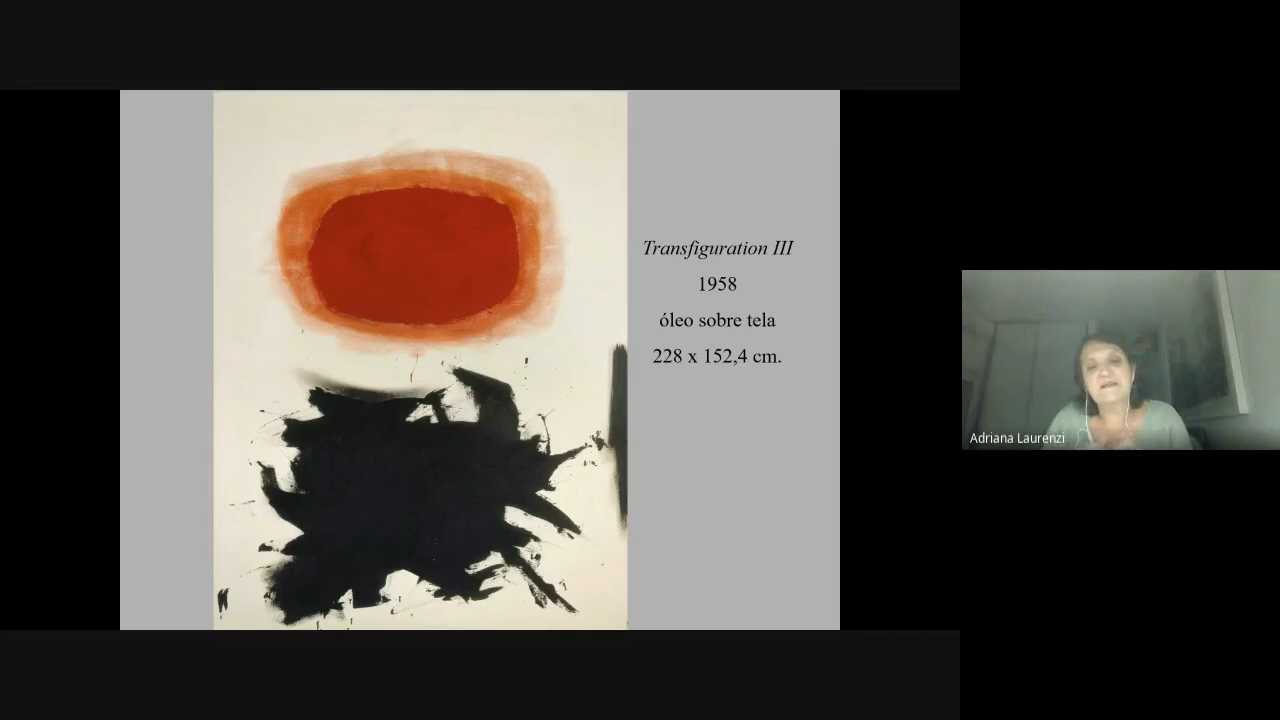 Transfiguration III
1958
óleo sobre tela
228 x 152,4 cm.
Adriana Laurenzi